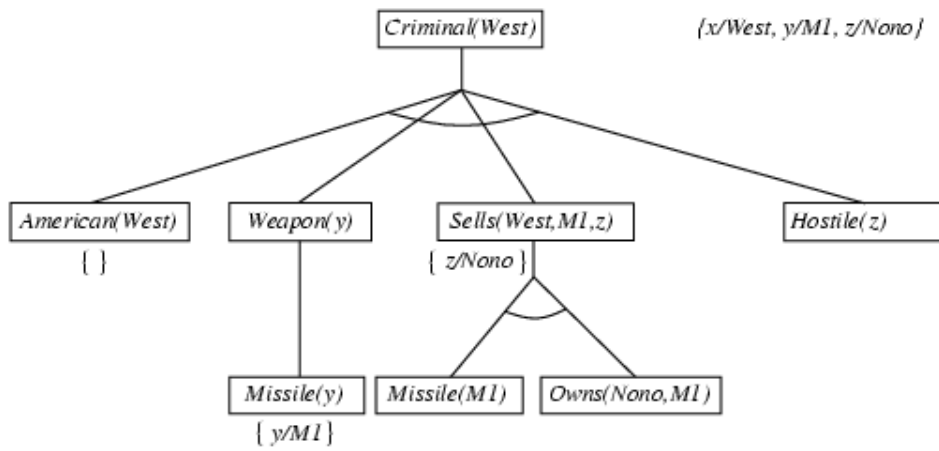 Criminal(West)
{x/West, y/M1, z/Nono}
American(West)
Weapon(y)
Sells(West,M1,z)
Hostile(z)
{ }
{ z/Nono }
Missile(y)
Missile(M1)
Owns(Nono,M1)
{ y/M1 }